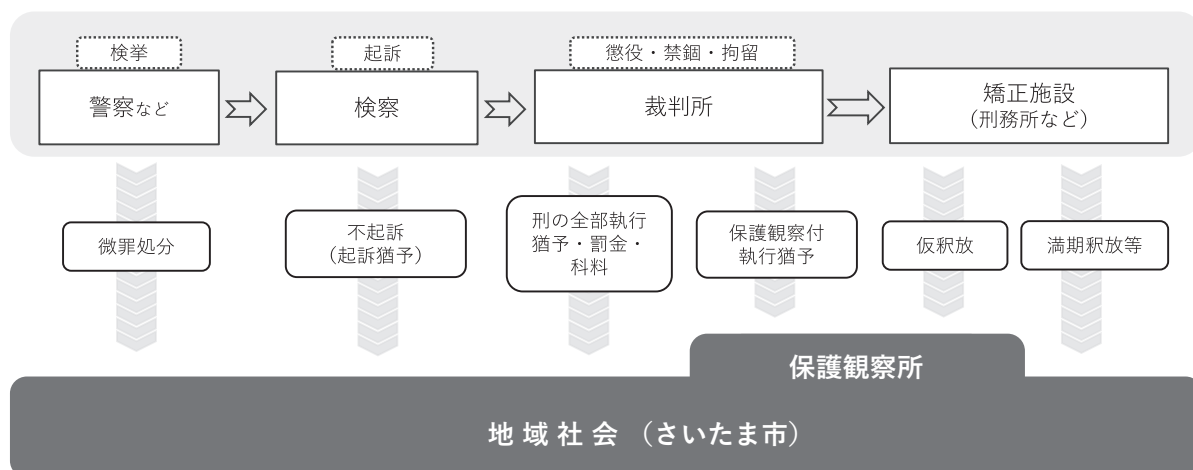 検挙
起訴
懲役・禁錮・拘留
警察など
検察
裁判所
矯正施設
（刑務所など）
微罪処分
不起訴
（起訴猶予）
刑の全部執行
猶予・罰金・
科料
保護観察付
執行猶予
仮釈放
満期釈放等
保護観察所
地域社会（さいたま市）